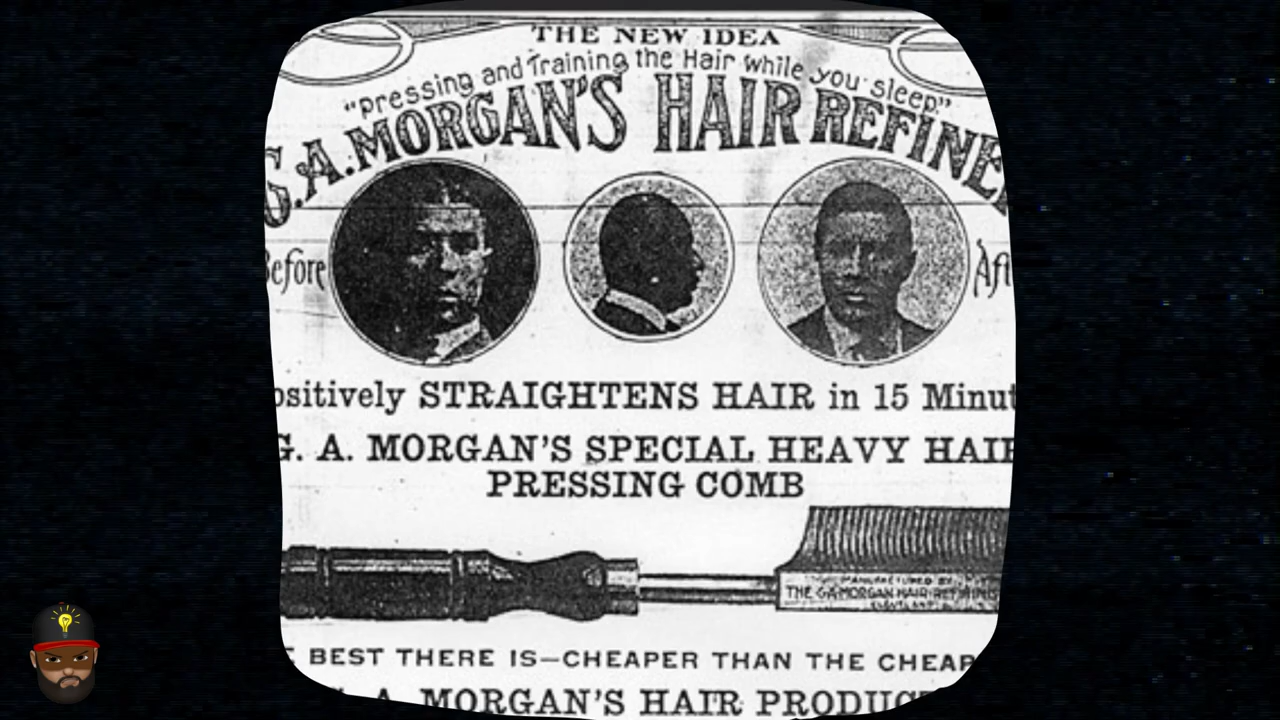 THE NEW IDEA
"pressing and Training the Hair while you sleep."
G.A. MORGAN'S HAIR REFINE
Before
Aft
ositively STRAIGHTENS HAIR in 15 Minut
G. A. MORGAN'S SPECIAL HEAVY HAIR
PRESSING COMB
MANUFACTURED BY
THE G.A. MORGAN HAIR REFINING
CLEVELAND
E BEST THERE IS—CHEAPER THAN THE CHEAP
A. MORGAN'S HAIR PRODUC